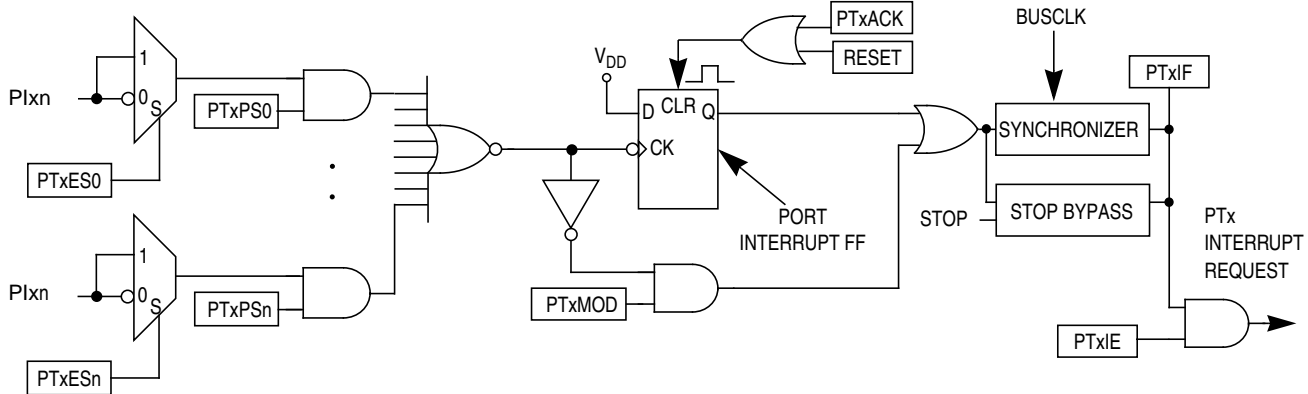 PTxACK
BUSCLK
RESET
VDD
PTxIF
1
PIxn
0
S
PTxPS0
D CLR Q
SYNCHRONIZER
CK
PTxES0
PORT
INTERRUPT FF
STOP
STOP BYPASS
PTx
INTERRUPT
REQUEST
1
PIxn
0
S
PTxPSn
PTxMOD
PTxIE
PTxESn